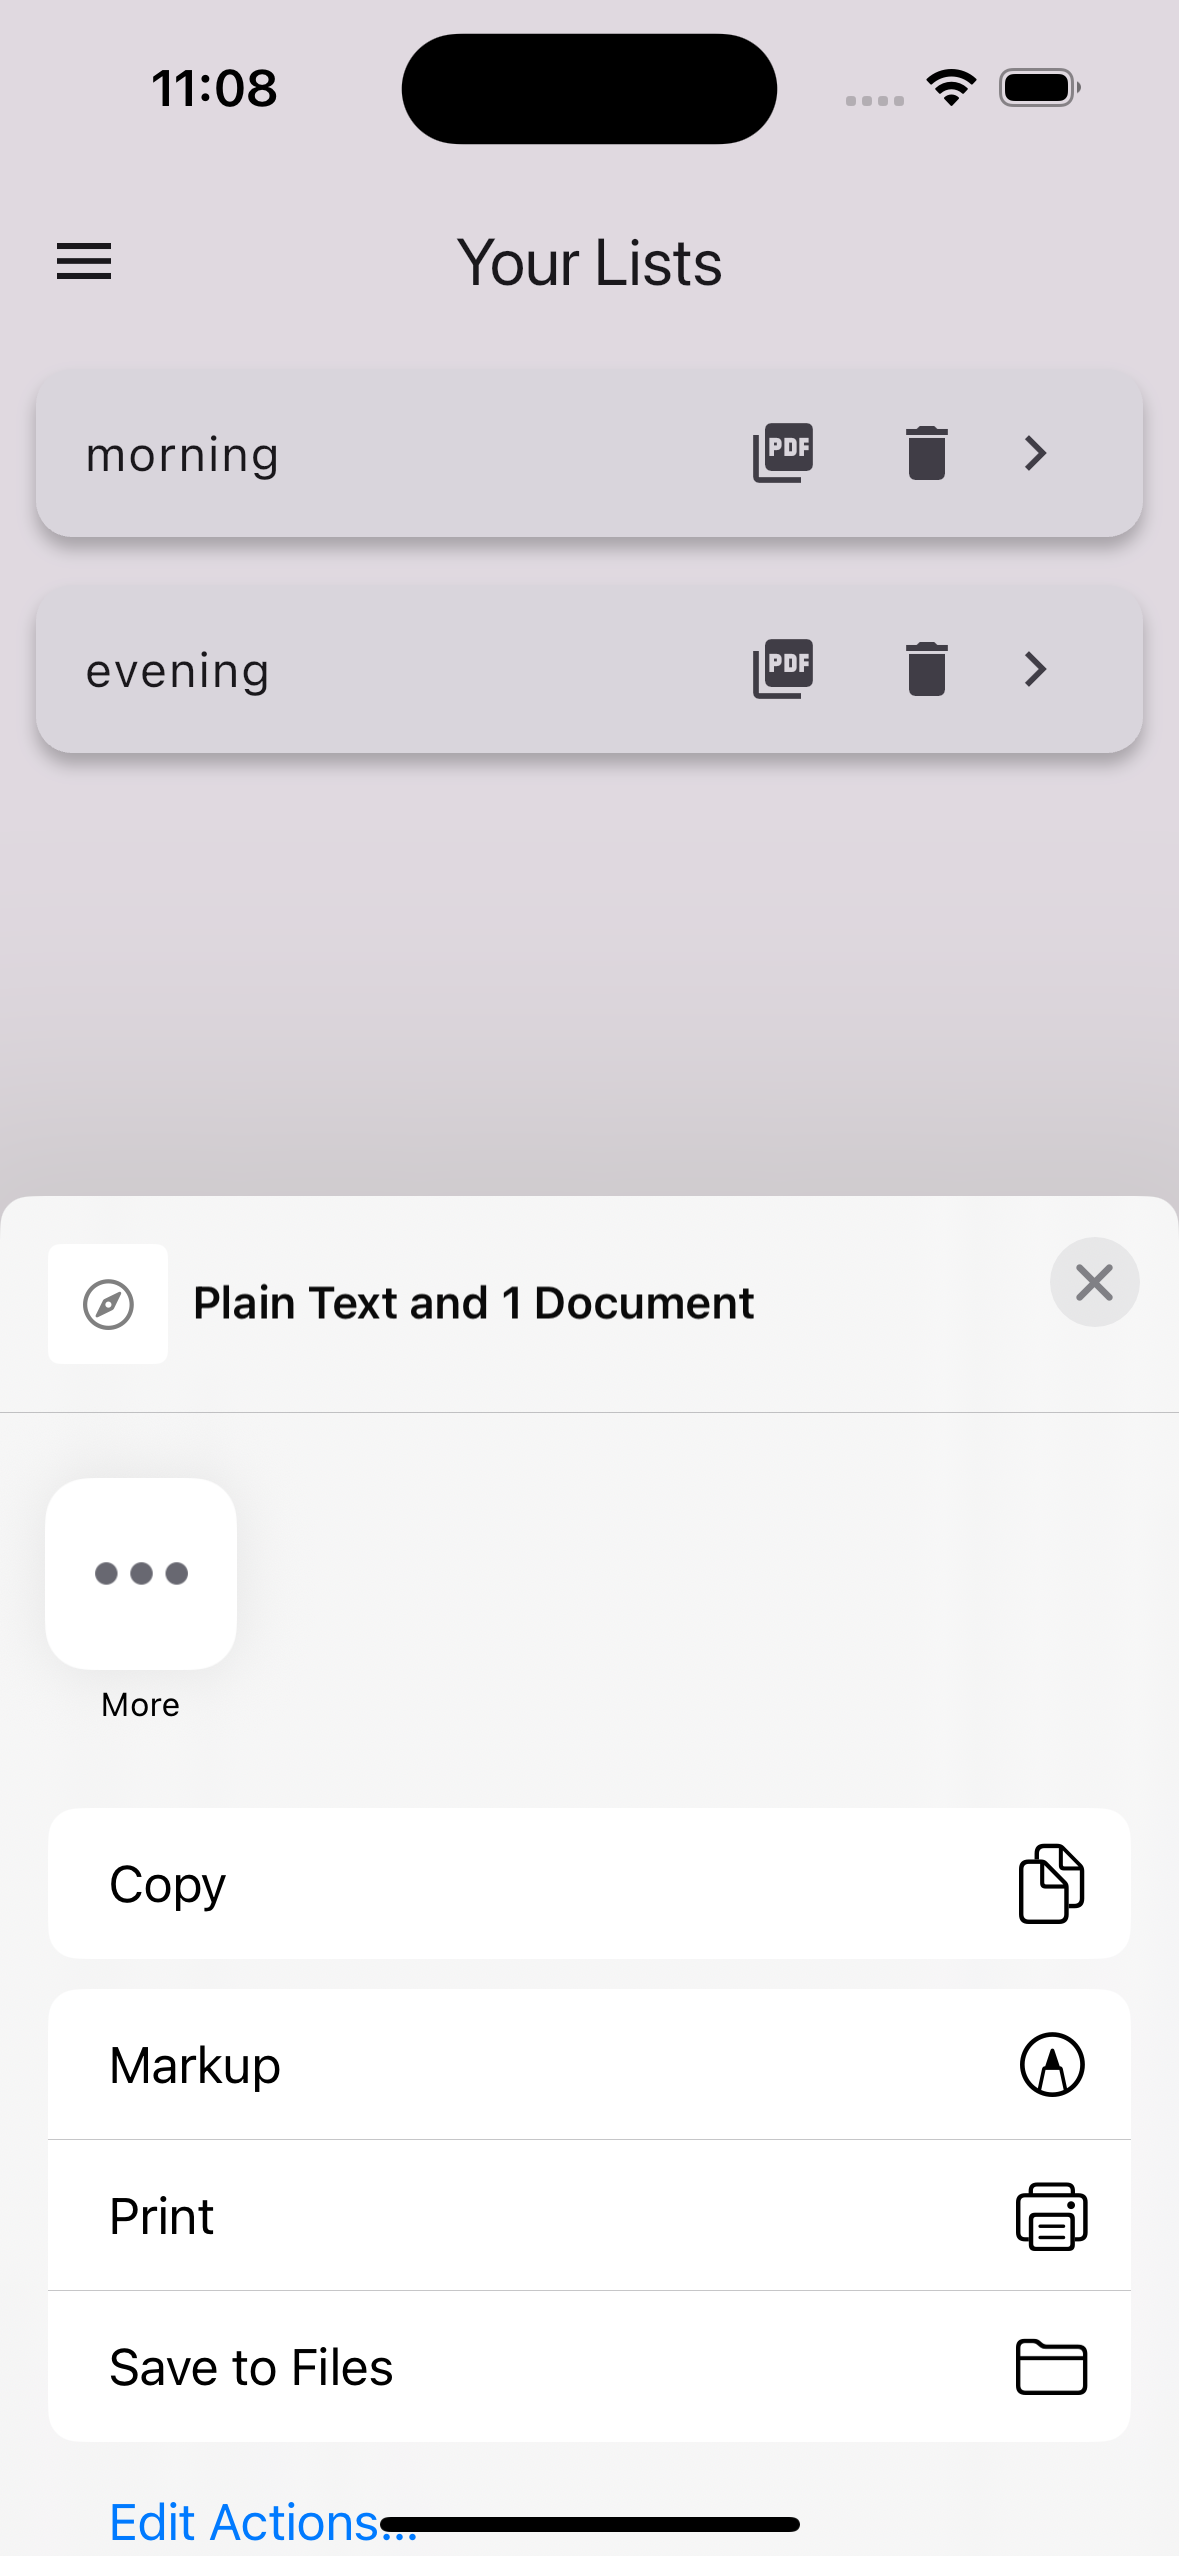 11:08
Your Lists
morning PDF
evening PDF
Plain Text and 1 Document
More
Copy
Markup
Print
Save to Files
Edit Actions...